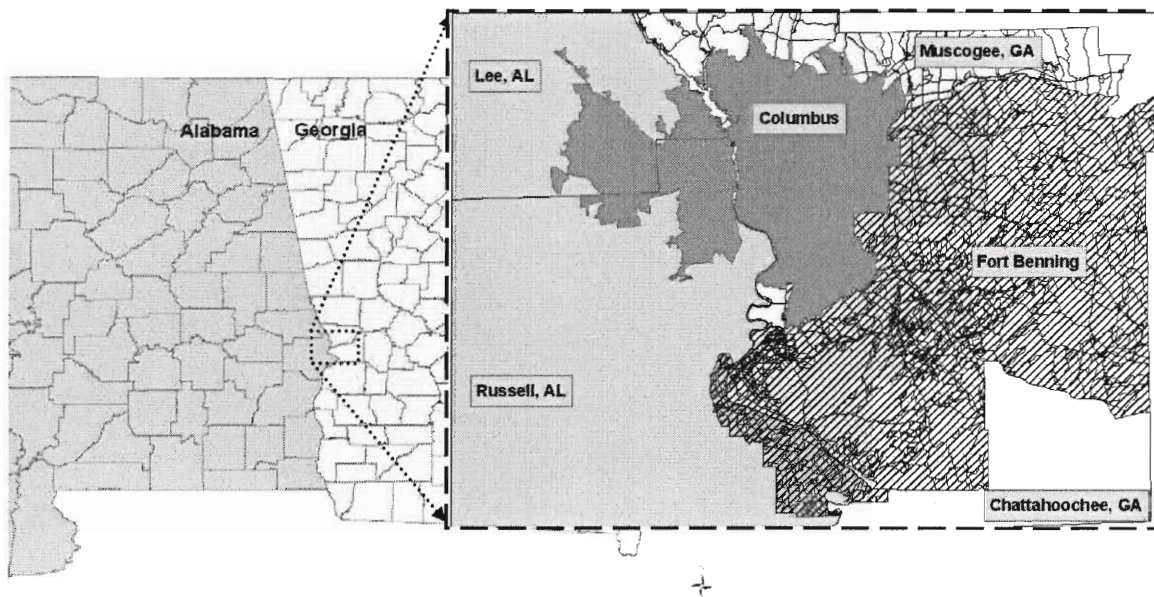 Alabama
Georgia
Lee, AL
Muscogee, GA
Columbus
Fort Benning
Russell, AL
Chattahoochee, GA